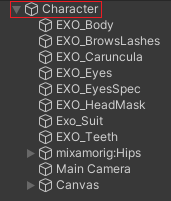 Character
EXO_Body
EXO_BrowsLashes
EXO_Caruncula
EXO_Eyes
EXO_EyesSpec
EXO_HeadMask
Exo_Suit
EXO_Teeth
mixamorig:Hips
Main Camera
Canvas